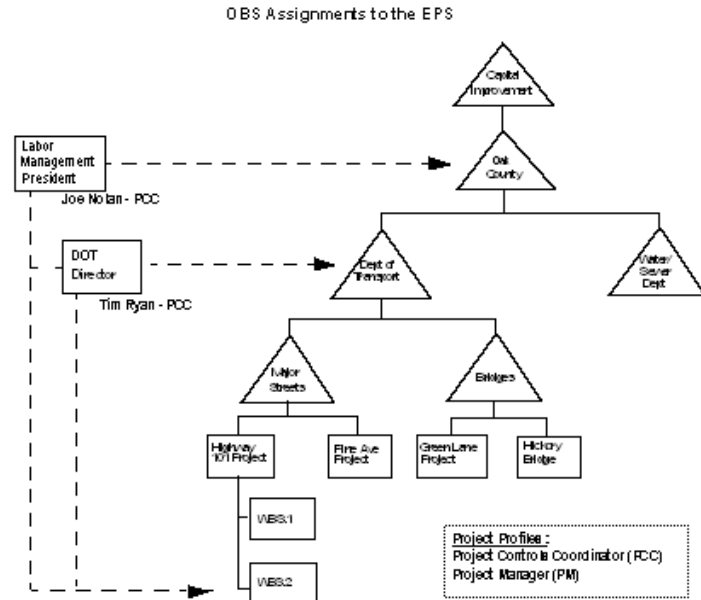 OBS Assignments to the EPS
Capital
Improvement
Labor
Management
President
Oak
County
Joe Nolan - PCC
DOT
Director
Dept of
Transport
Water/
Sewer
Dept
Tim Ryan - PCC
Major
Streets
Bridges
Highway
101 Project
Pine Ave
Project
Green Lane
Project
Hickory
Bridge
WBS.1
WBS.2
Project Profiles :
Project Controls Coordinator (PCC)
Project Manager (PM)